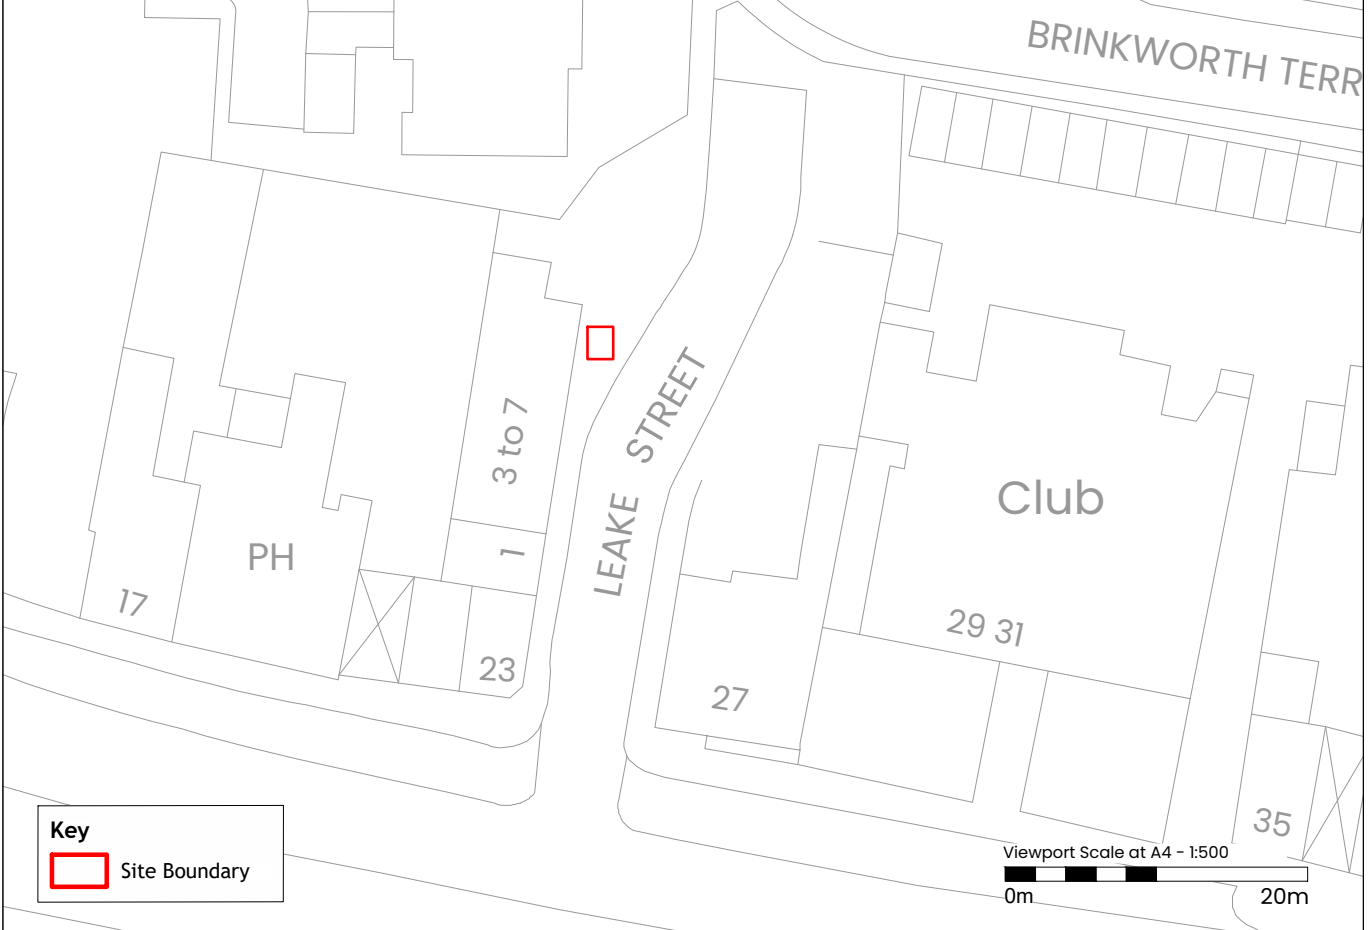 BRINKWORTH TERR
3 to 7
LEAKE STREET
1
PH
17
23
Club
29 31
27
35
Key
Site Boundary
Viewport Scale at A4 - 1:500
0m
20m